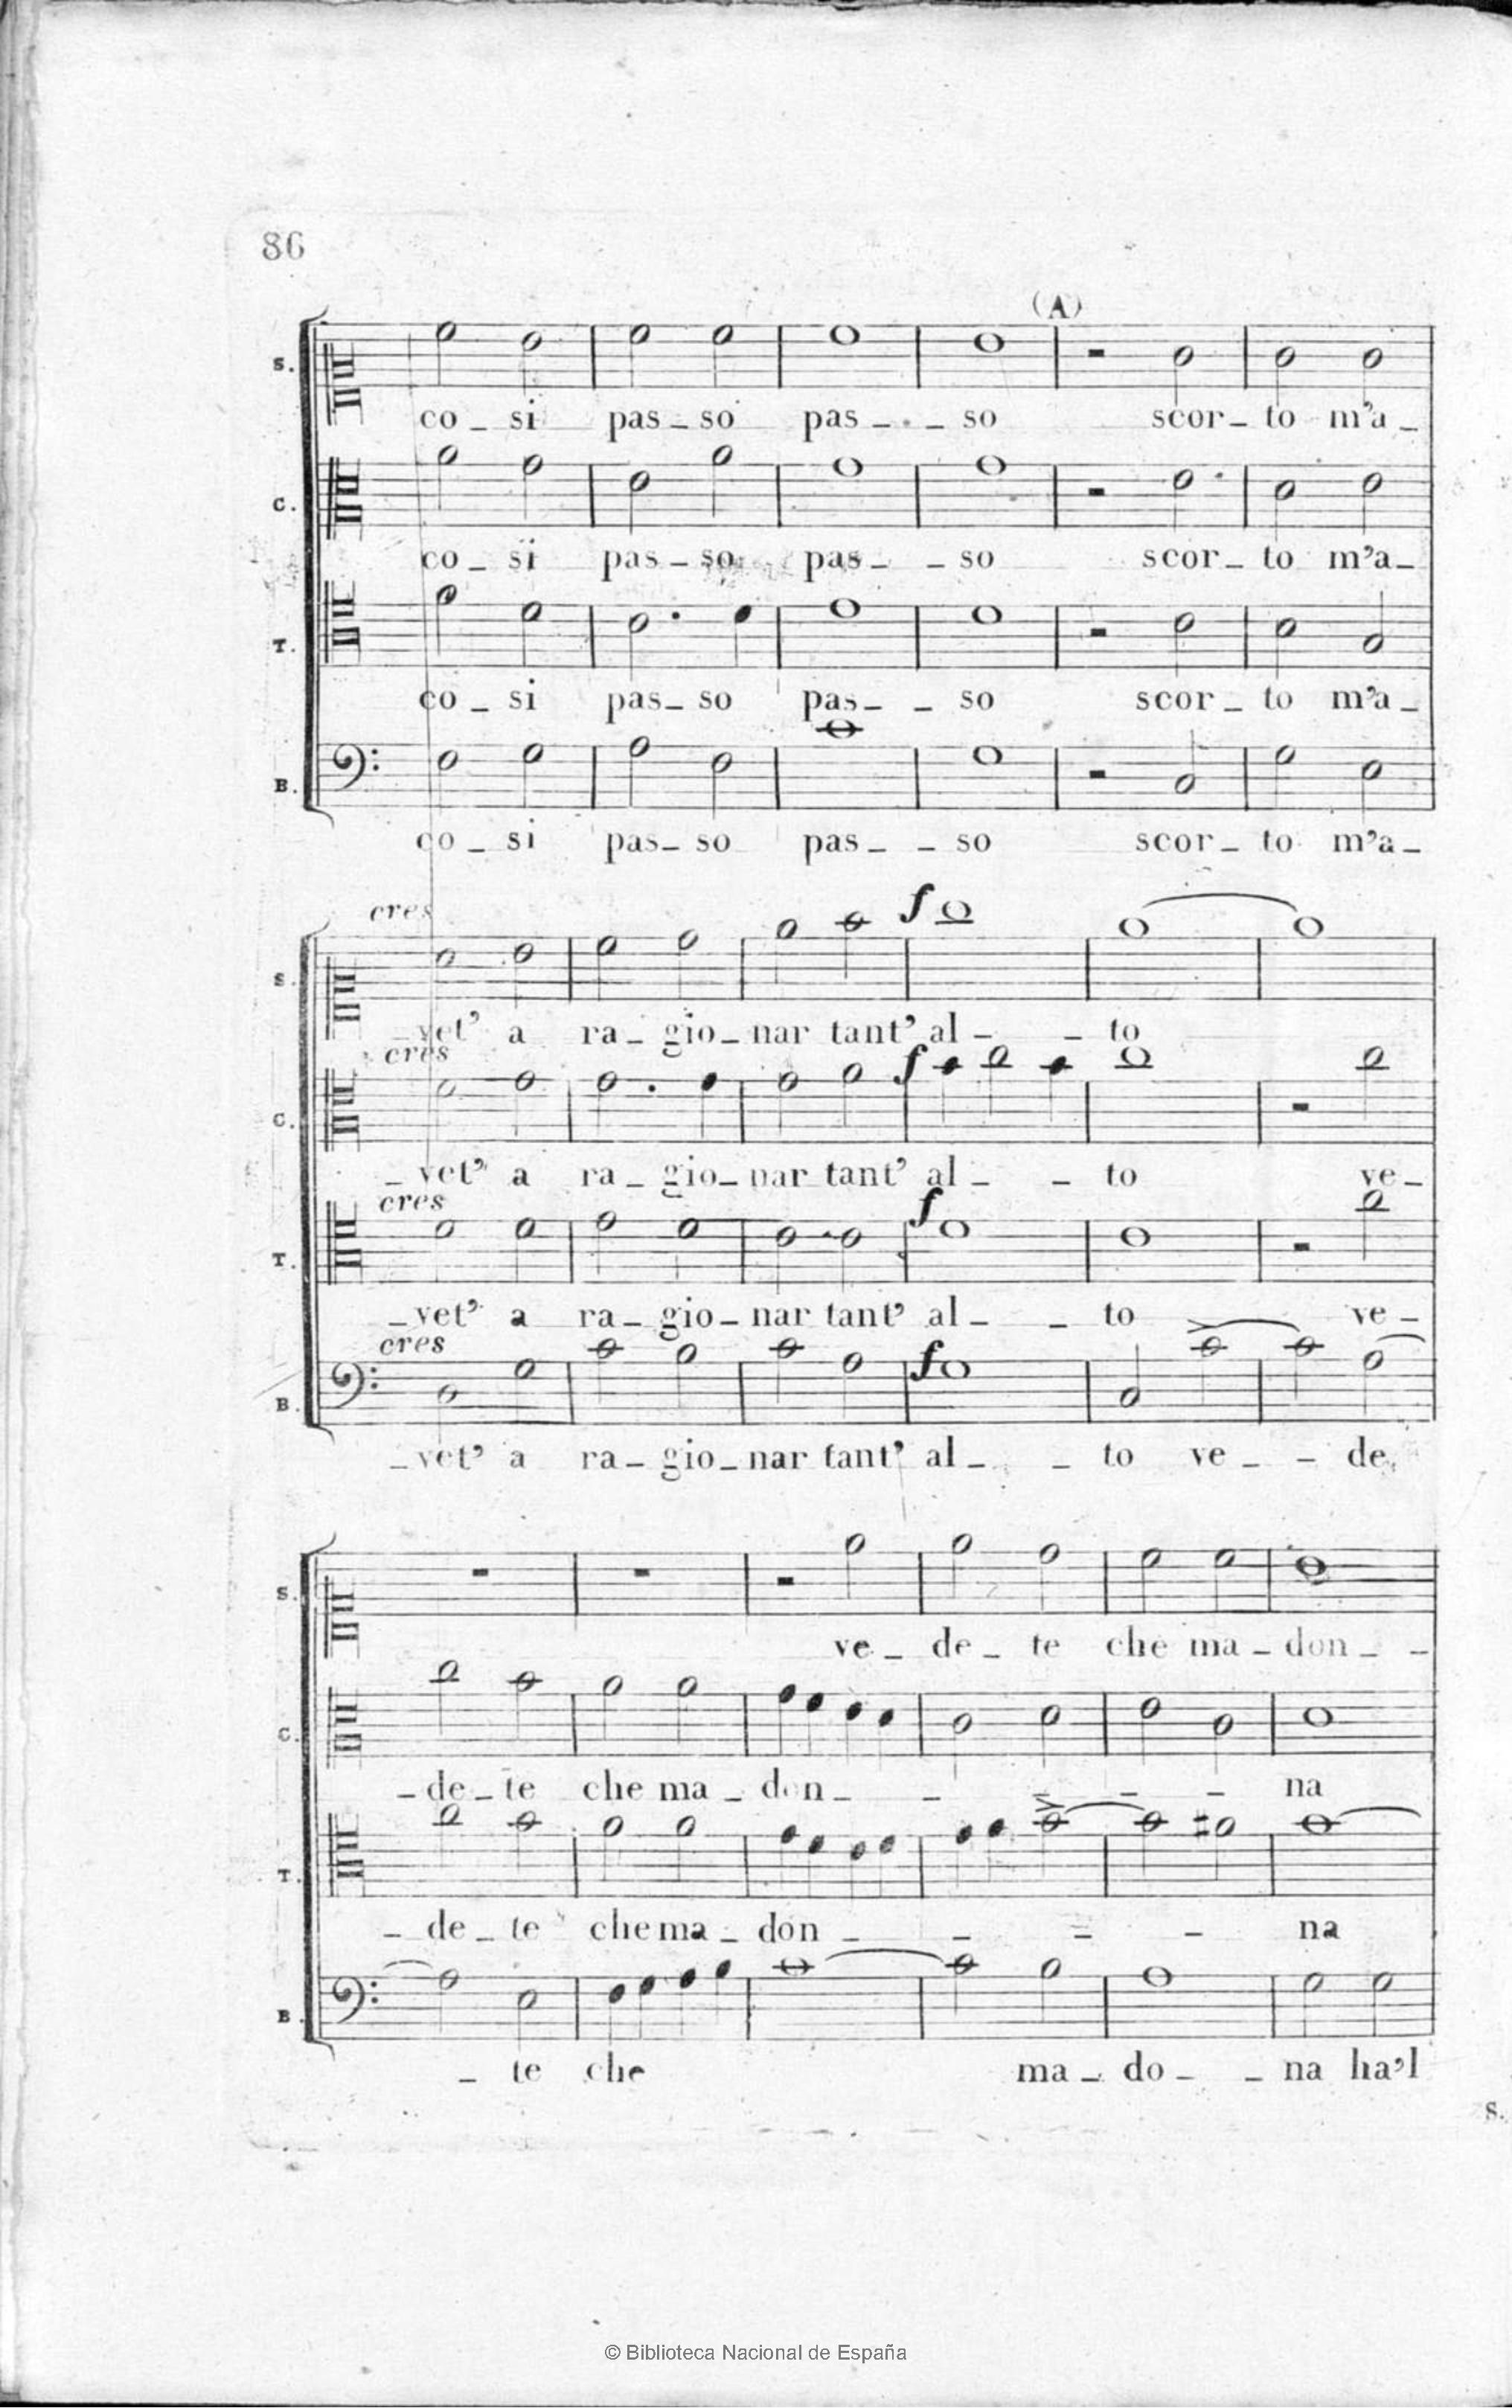 86
(A)
S.
co _ si pas _ so pas _ . _ so scor _ to m'a _
C.
co _ si pas _ so pas _ _ so scor _ to m'a _
T.
co _ si pas _ so pas _ _ so scor _ to m'a _
B.
co _ si pas _ so pas _ _ so scor _ to m'a _
cres f
S.
_ vet' a ra _ gio _ nar tant' al _ _ to
cres f
C.
_ vet' a ra _ gio _ nar tant' al _ _ to ve _
cres f
T.
_ vet' a ra _ gio _ nar tant' al _ _ to ve _
cres f
B.
_ vet' a ra _ gio _ nar tant' al _ _ to ve _ _ de
S.
ve _ de _ te che ma _ don _ _
C.
_ de _ te che ma _ don _ _ _ _ _ na
T.
_ de _ te che ma _ don _ _ _ _ na
B.
_ te che ma _ do _ _ na ha'l
S.
© Biblioteca Nacional de España